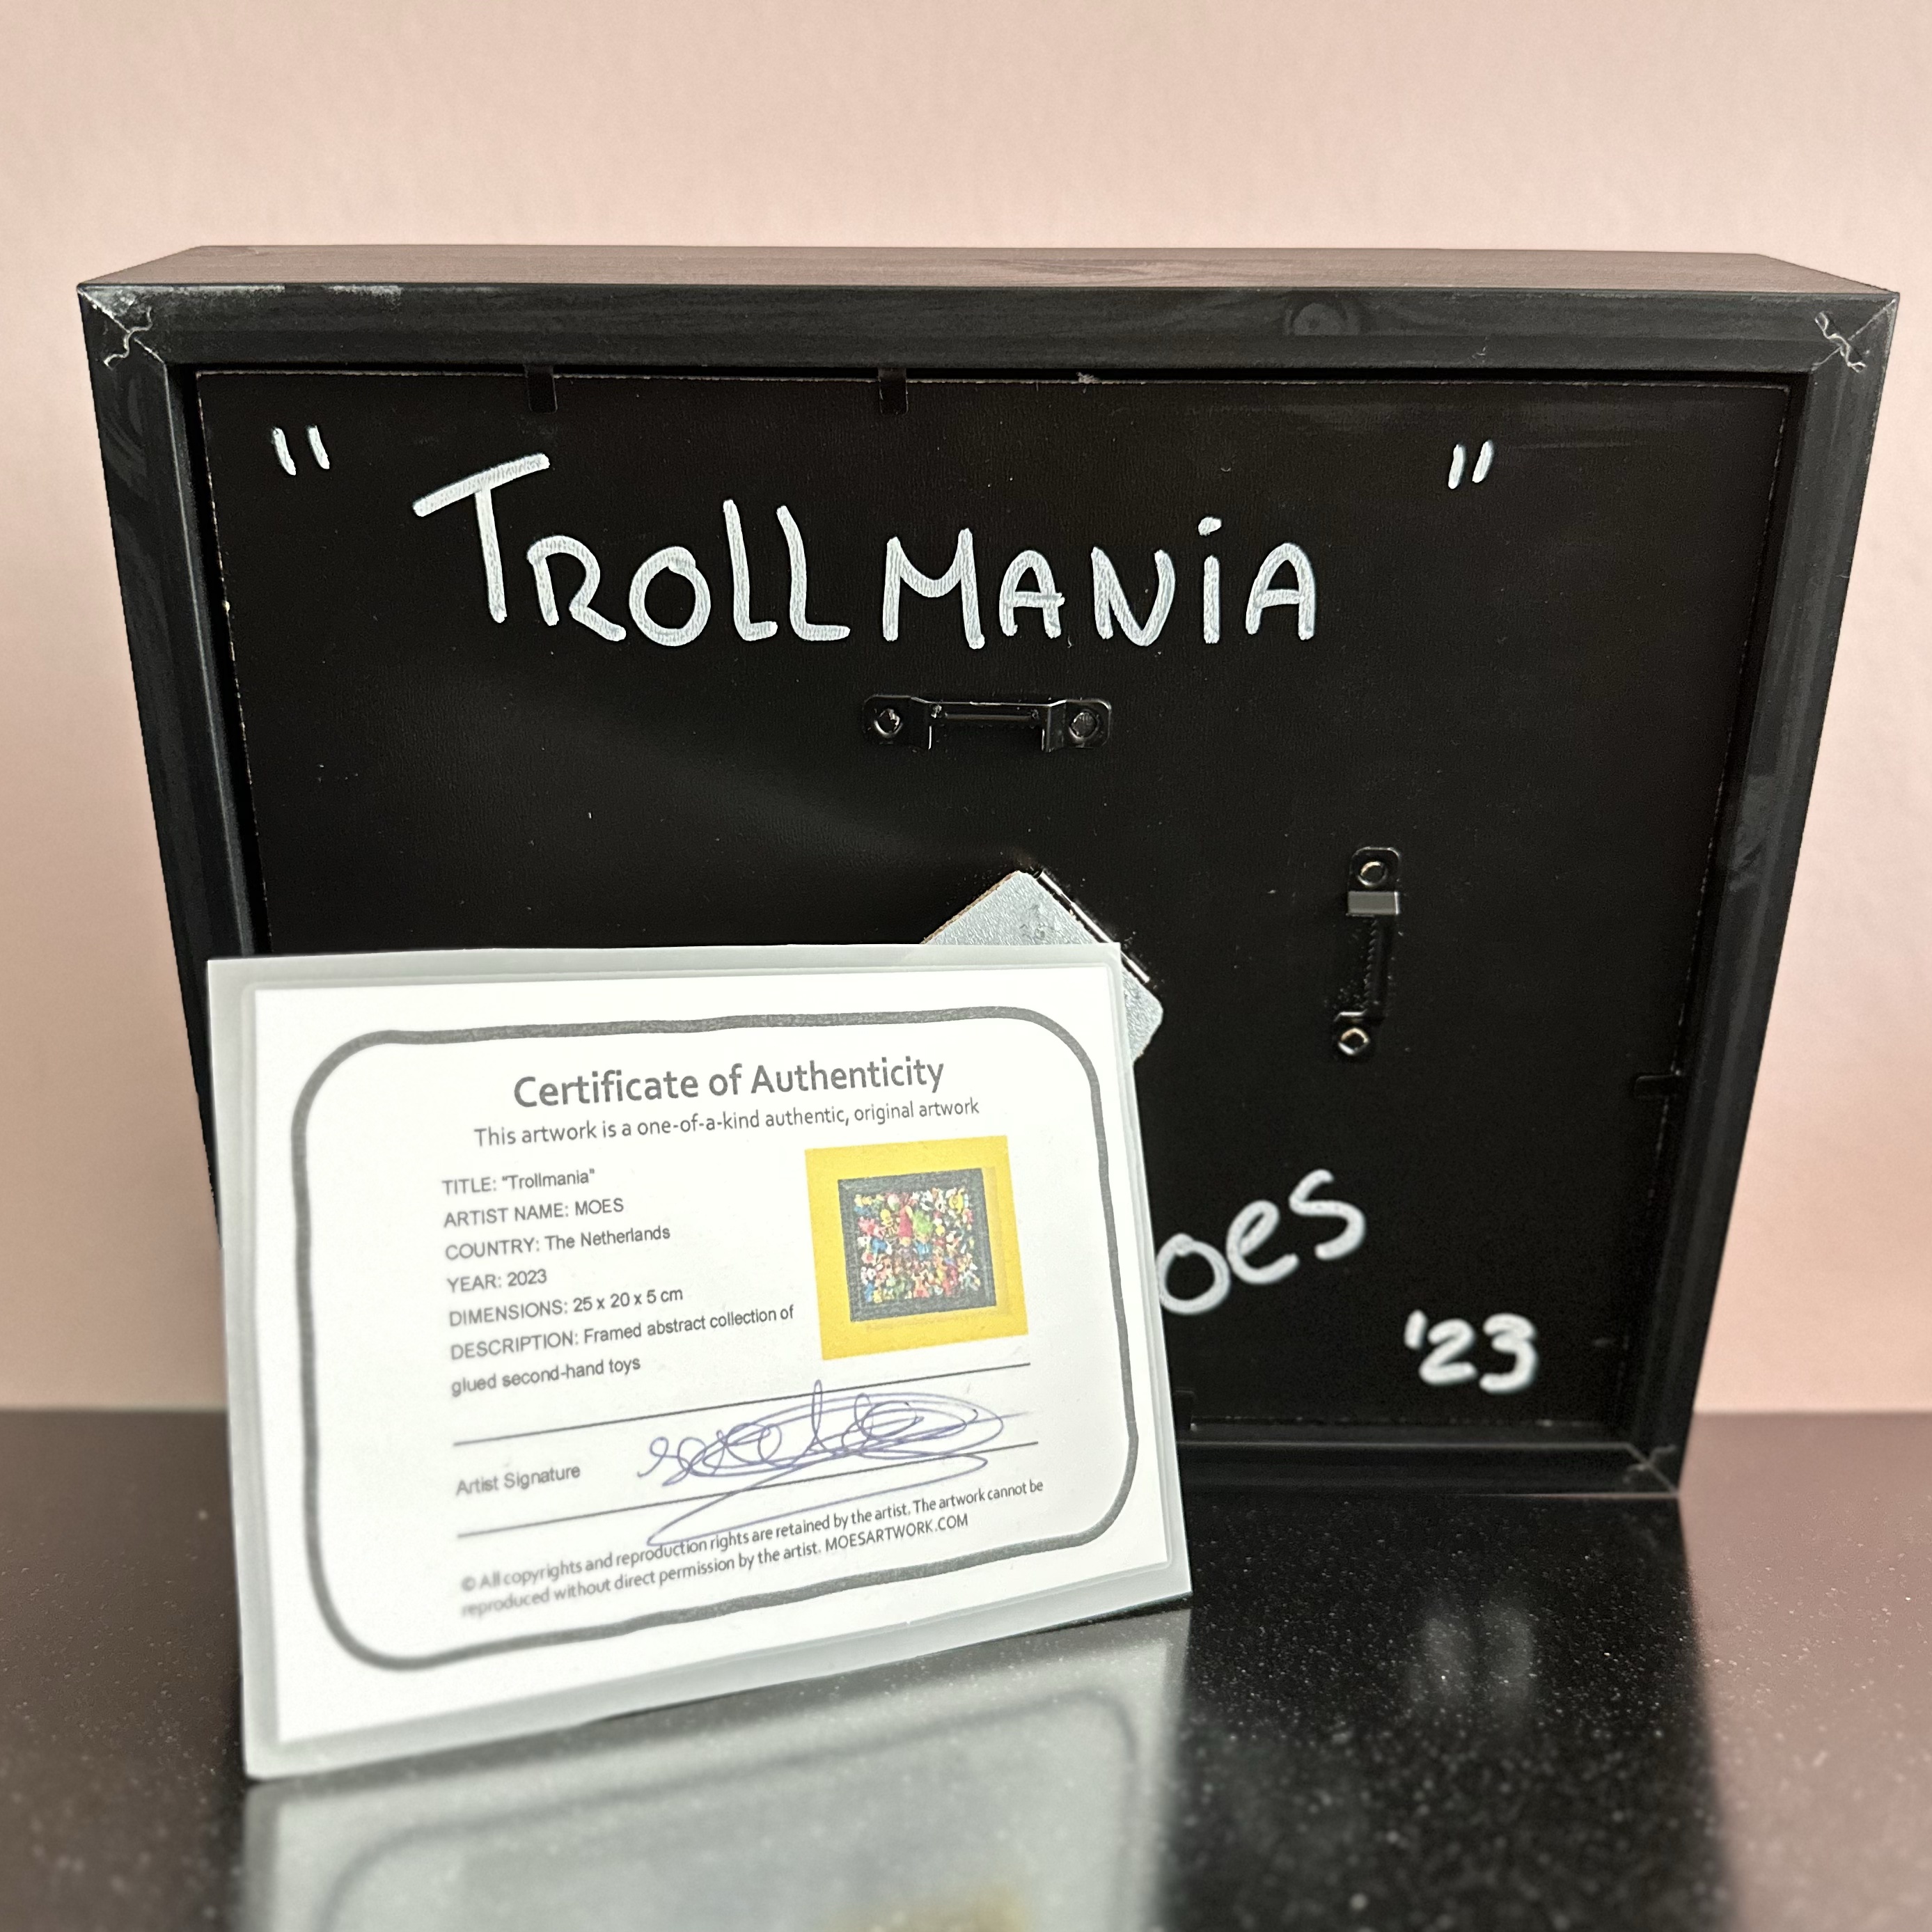 "TROLLMANiA"
oes
'23
Certificate of Authenticity
This artwork is a one-of-a-kind authentic, original artwork
TITLE: "Trollmania"
ARTIST NAME: MOES
COUNTRY: The Netherlands
YEAR: 2023
DIMENSIONS: 25 x 20 x 5 cm
DESCRIPTION: Framed abstract collection of
glued second-hand toys
Artist Signature
© All copyrights and reproduction rights are retained by the artist. The artwork cannot be
reproduced without direct permission by the artist. MOESARTWORK.COM